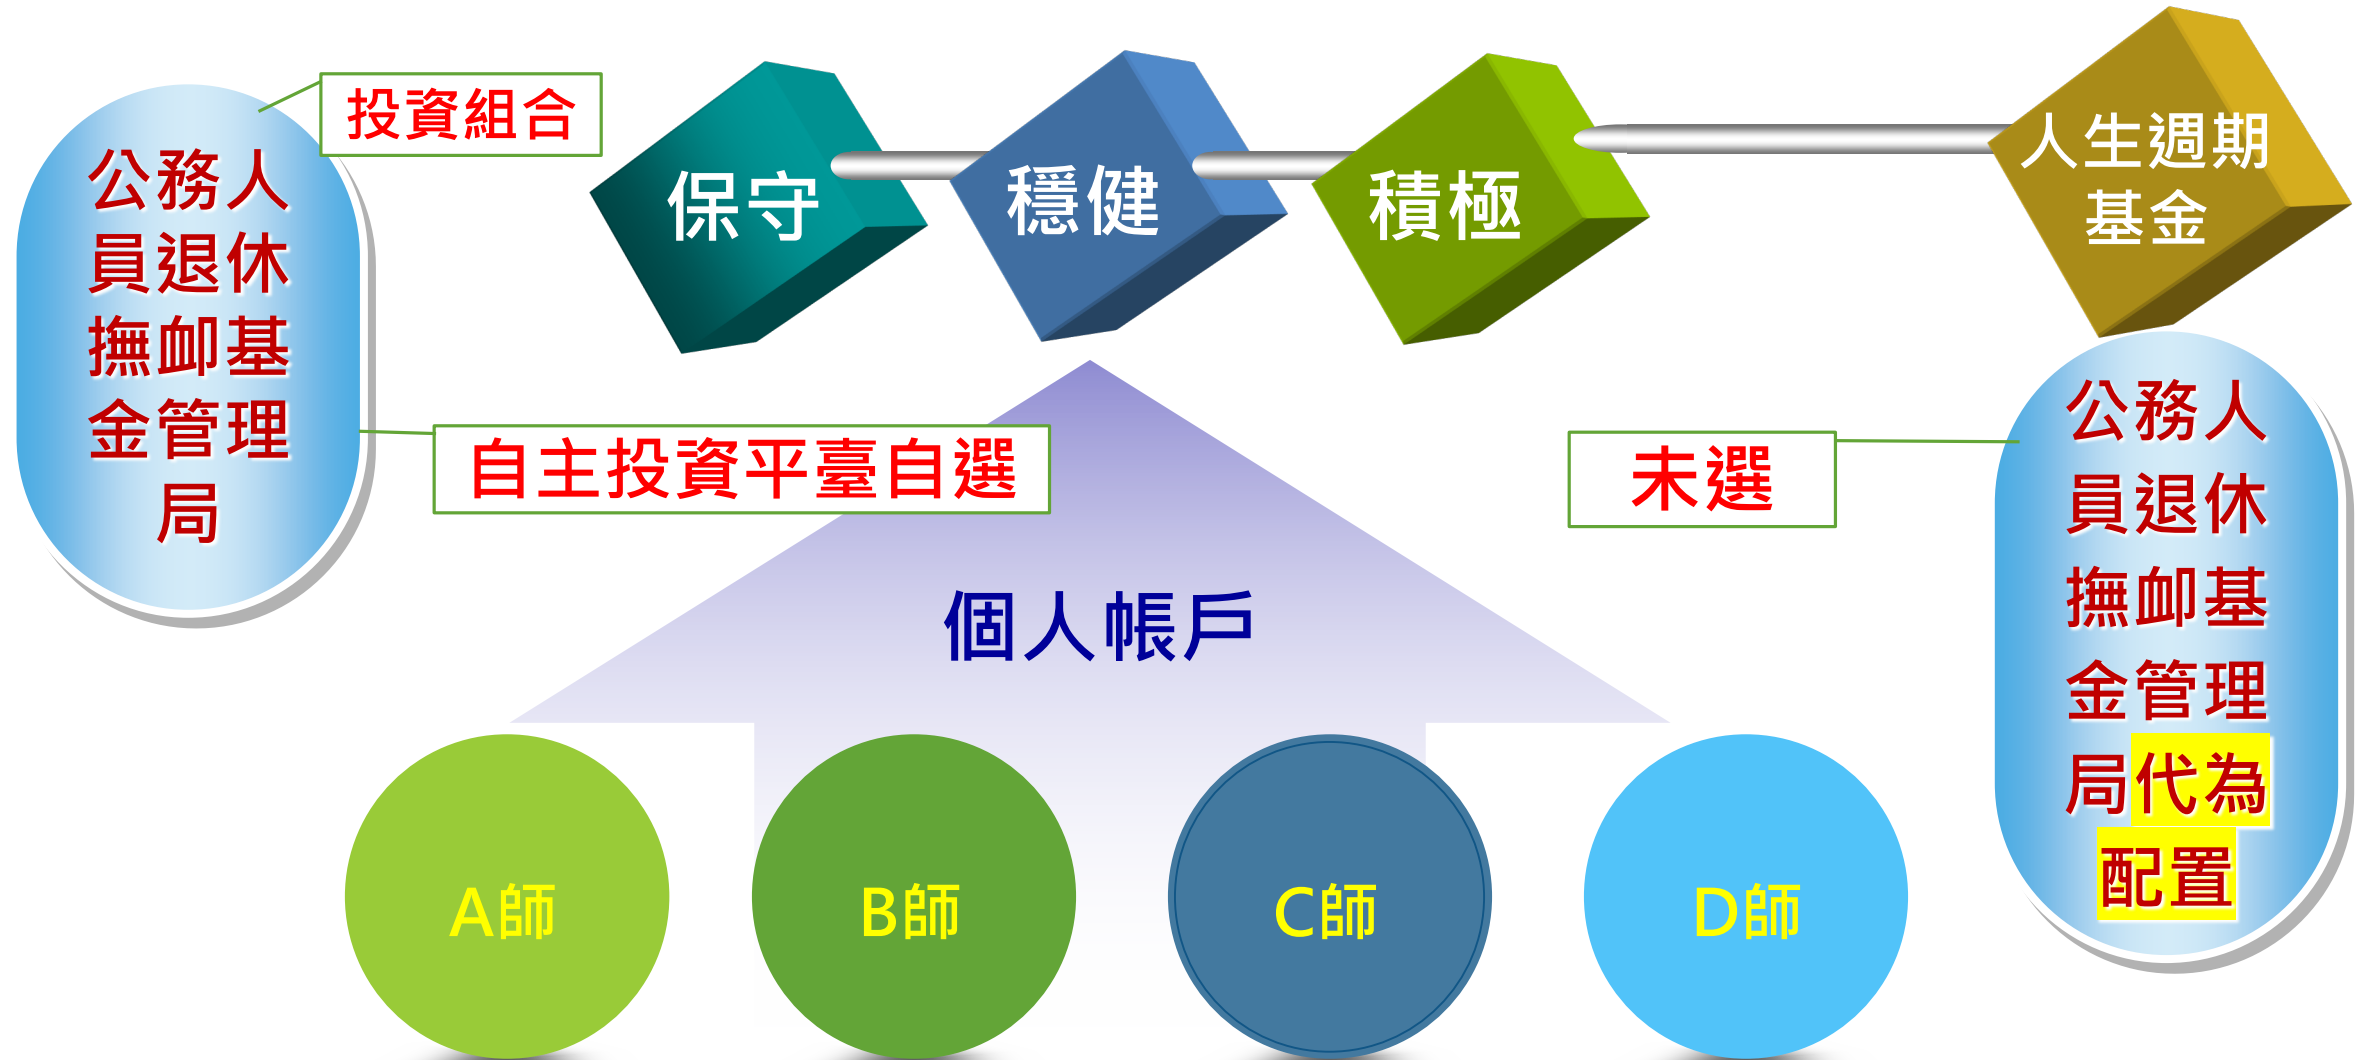 投資組合
公務人
員退休
撫卹基
金管理
局
保守
穩健
積極
人生週期
基金
自主投資平臺自選
未選
公務人
員退休
撫卹基
金管理
局代為
配置
個人帳戶
A師
B師
C師
D師